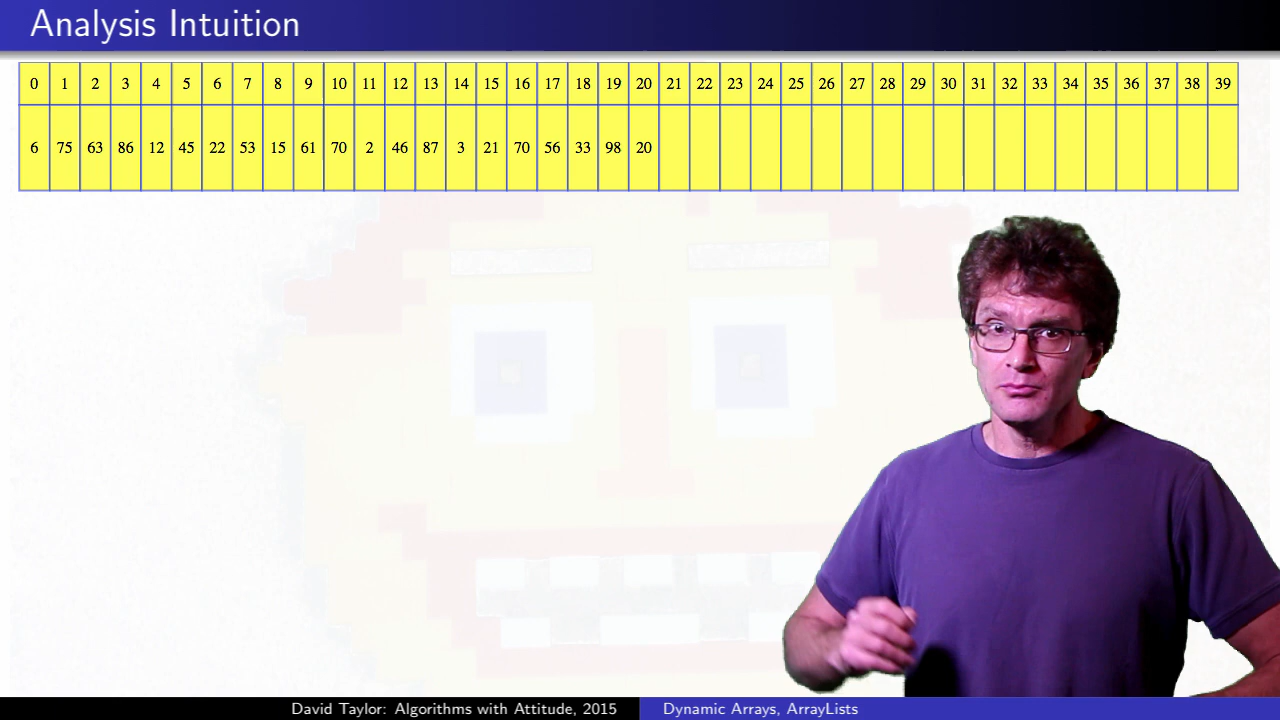 Analysis Intuition
0 1 2 3 4 5 6 7 8 9 10 11 12 13 14 15 16 17 18 19 20 21 22 23 24 25 26 27 28 29 30 31 32 33 34 35 36 37 38 39
6 75 63 86 12 45 22 53 15 61 70 2 46 87 3 21 70 56 33 98 20
David Taylor: Algorithms with Attitude, 2015 Dynamic Arrays, ArrayLists